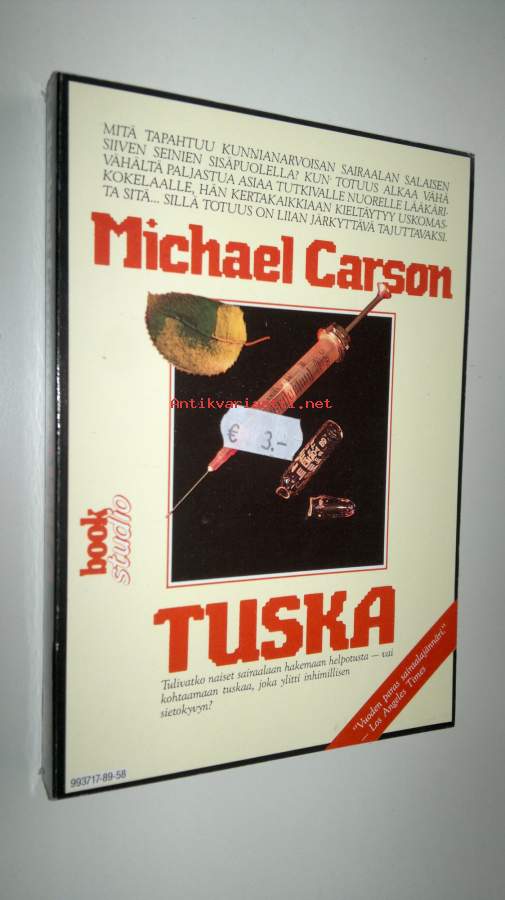 MITÄ TAPAHTUU KUNNIANARVOISAN SAIRAALAN SALAISEN
SIIVEN SEINIEN SISÄPUOLELLA? KUN TOTUUS ALKAA VÄHÄ
VÄHÄLTÄ PALJASTUA ASIAA TUTKIVALLE NUORELLE LÄÄKÄRI-
KOKELAALLE, HÄN KERTAKAIKKIAAN KIELTÄYTYY USKOMAS-
TA SITÄ... SILLÄ TOTUUS ON LIIAN JÄRKYTTÄVÄ TAJUTTAVAKSI.
Michael Carson
Antikvariaatti.net
€ 3.-
book
studio
TUSKA
Tulivatko naiset sairaalaan hakemaan helpotusta — vai
kohtaamaan tuskaa, joka ylitti inhimillisen
sietokyvyn?
"Vuoden paras sairaalajännäri."
— Los Angeles Times
993717-89-58